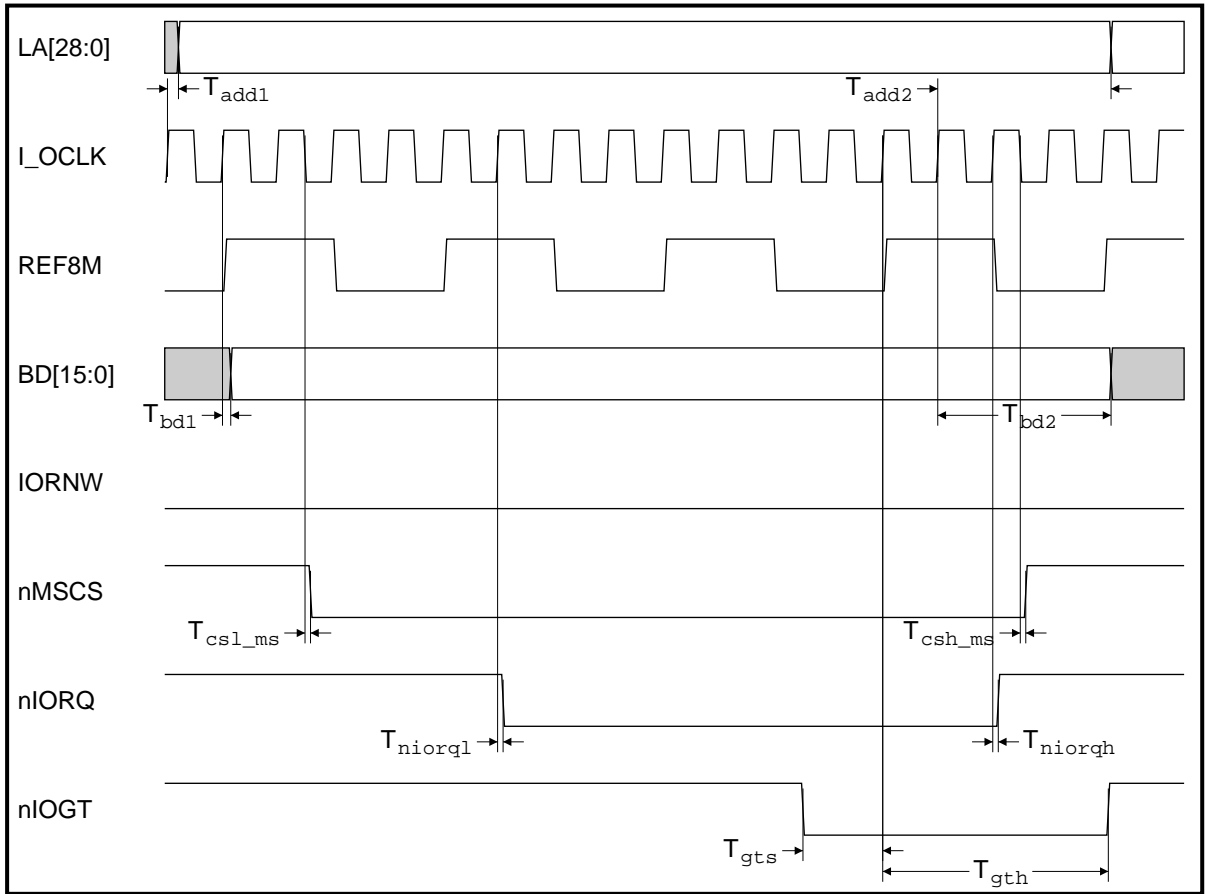 LA[28:0]
Tadd1
Tadd2
I_OCLK
REF8M
BD[15:0]
Tbd1
Tbd2
IORNW
nMSCS
Tcsl_ms
Tcsh_ms
nIORQ
Tniorql
Tniorqh
nIOGT
Tgts
Tgth